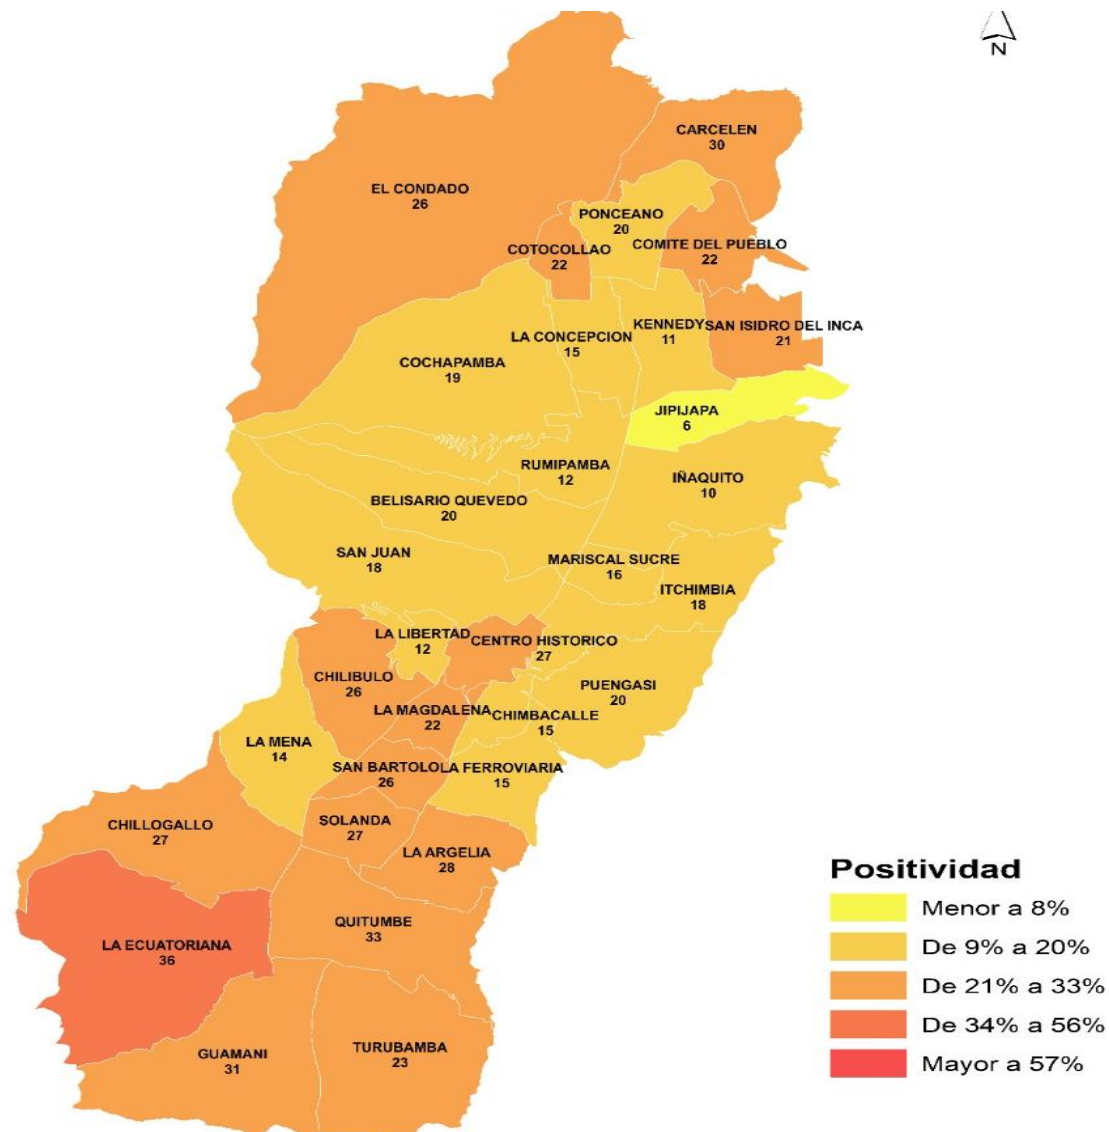 N
CARCELEN
30
EL CONDADO
26
PONCEANO
20
COTOCOLLAO
22
COMITE DEL PUEBLO
22
LA CONCEPCION
15
KENNEDY
11
SAN ISIDRO DEL INCA
21
COCHAPAMBA
19
JIPIJAPA
6
RUMIPAMBA
12
IÑAQUITO
10
BELISARIO QUEVEDO
20
SAN JUAN
18
MARISCAL SUCRE
16
ITCHIMBIA
18
LA LIBERTAD
12
CENTRO HISTORICO
27
CHILIBULO
26
PUENGASI
20
LA MAGDALENA
22
CHIMBACALLE
15
LA MENA
14
SAN BARTOLO
26
LA FERROVIARIA
15
CHILLOGALLO
27
SOLANDA
27
LA ARGELIA
28
QUITUMBE
33
LA ECUATORIANA
36
GUAMANI
31
TURUBAMBA
23
Positividad
Menor a 8%
De 9% a 20%
De 21% a 33%
De 34% a 56%
Mayor a 57%